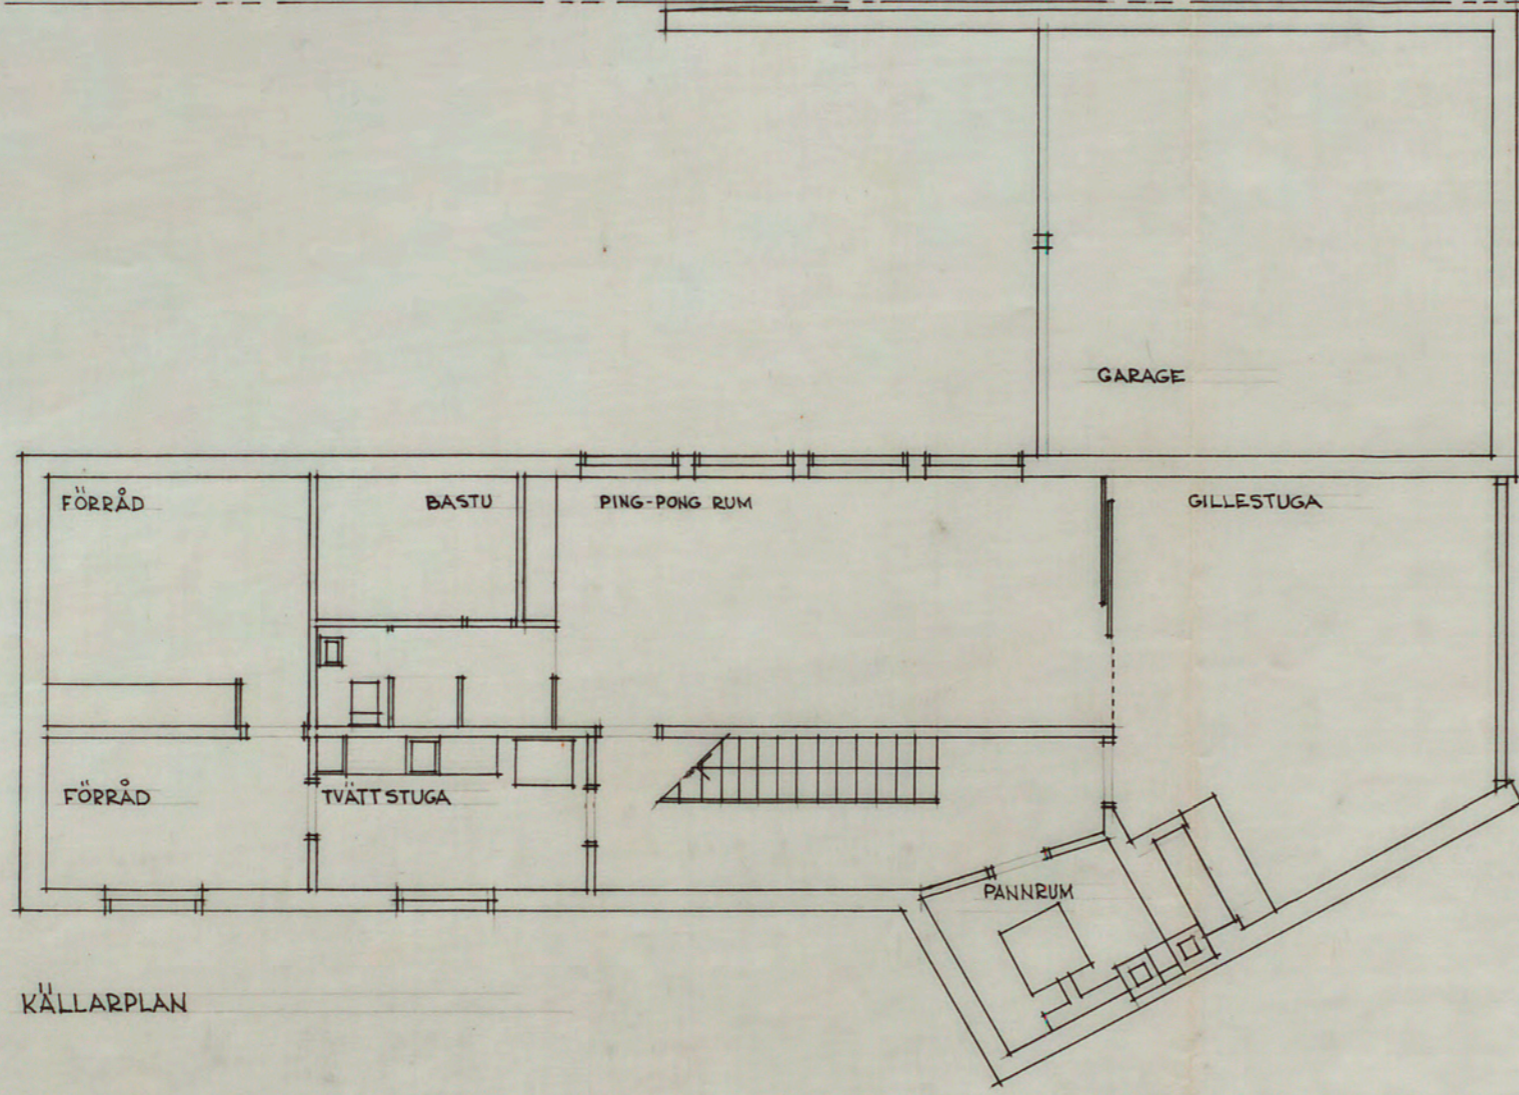 GARAGE
FÖRRÅD
BASTU
PING-PONG RUM
GILLESTUGA
FÖRRÅD
TVÄTTSTUGA
PANNRUM
KÄLLARPLAN